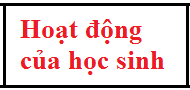 Hoạt động
của học sinh